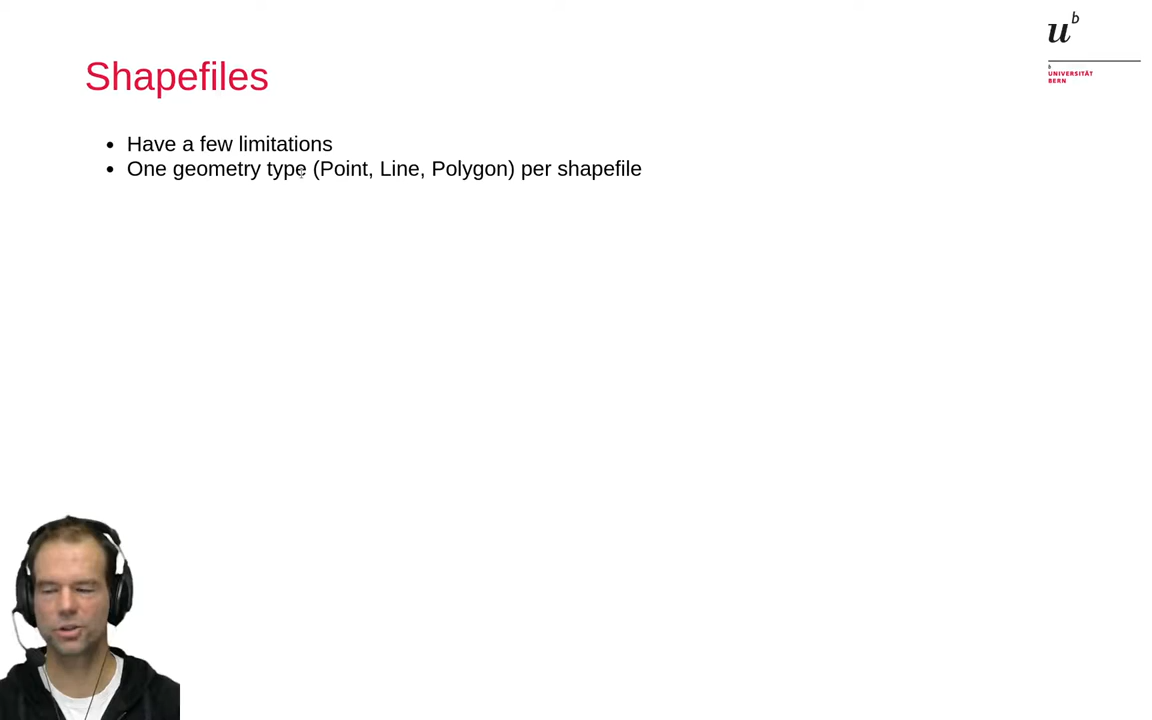 u^b
b
UNIVERSITÄT
BERN
Shapefiles
• Have a few limitations
• One geometry type (Point, Line, Polygon) per shapefile